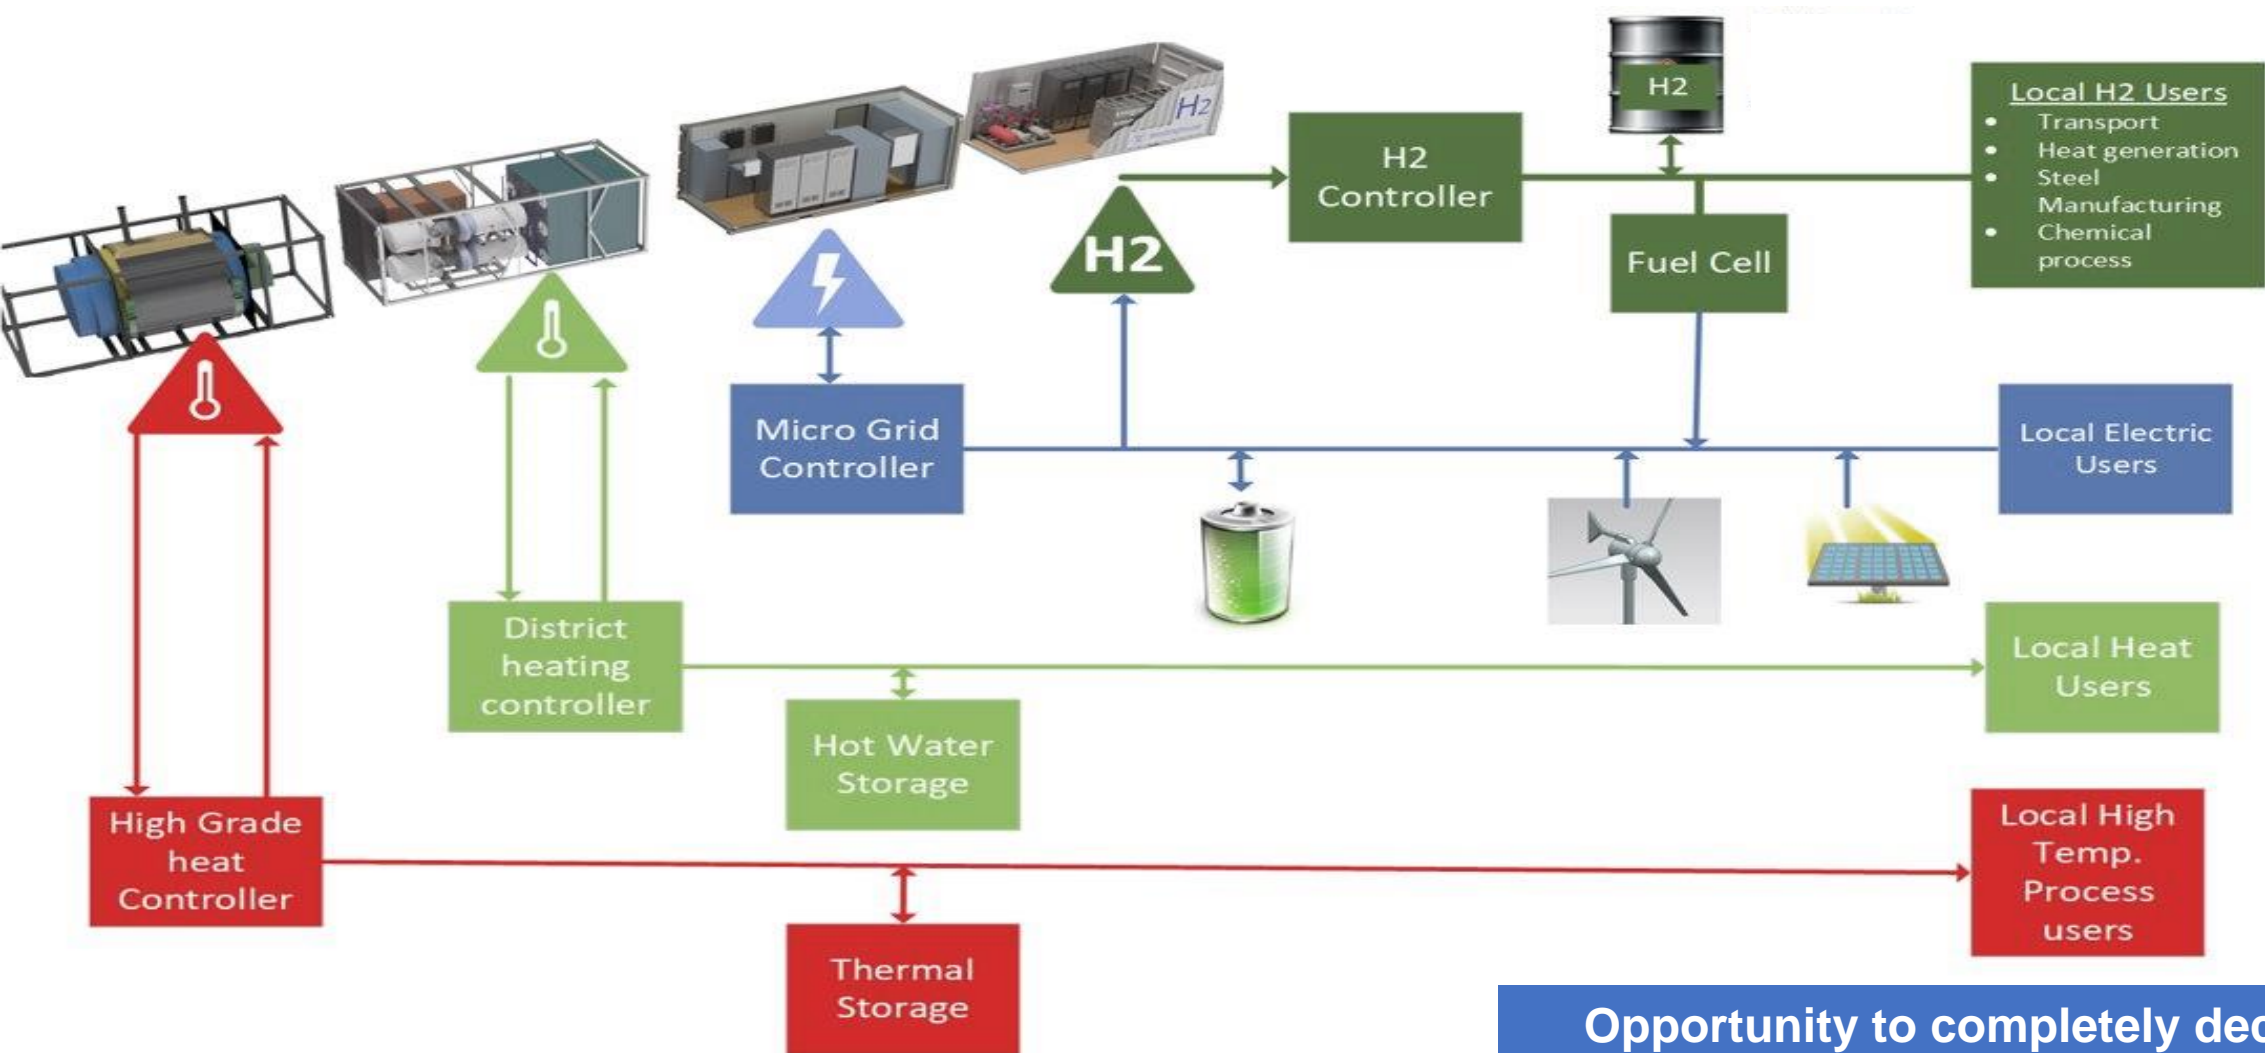 H2
H2
H2
Controller
H2
Fuel Cell
Local H2 Users
• Transport
• Heat generation
• Steel
Manufacturing
• Chemical
process
Micro Grid
Controller
Local Electric
Users
District
heating
controller
Local Heat
Users
Hot Water
Storage
High Grade
heat
Controller
Local High
Temp.
Process
users
Thermal
Storage
Opportunity to completely